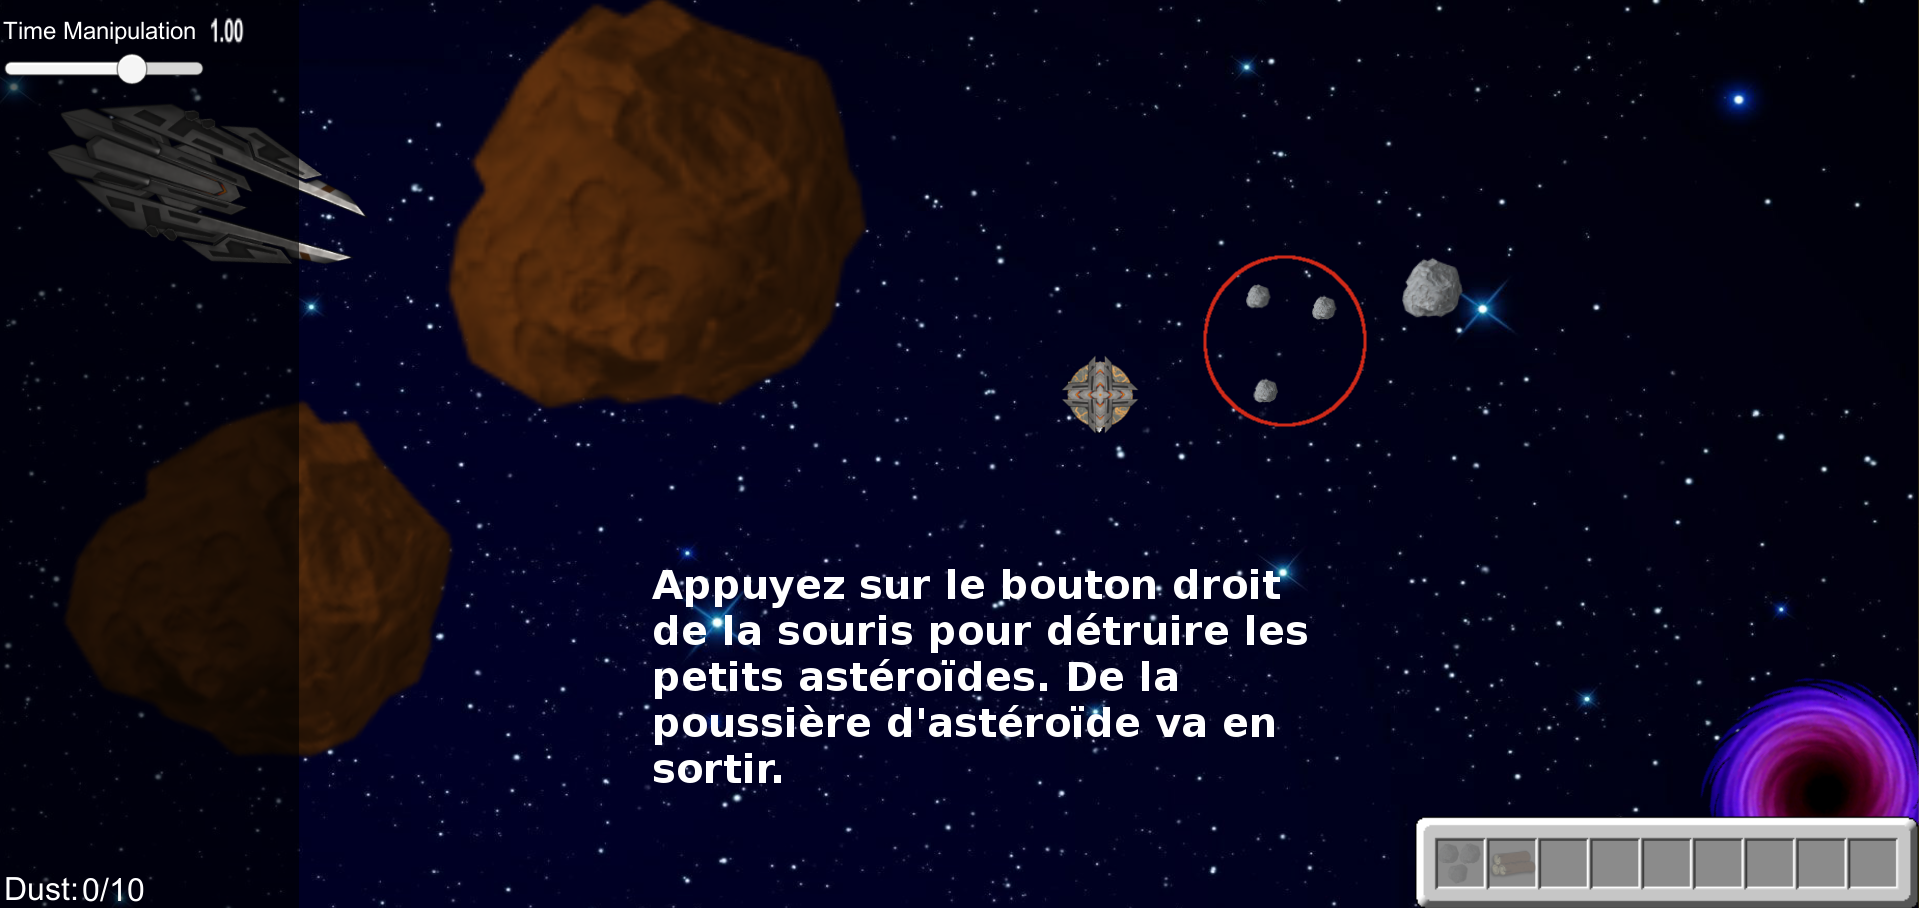 Time Manipulation 1.00
Appuyez sur le bouton droit
de la souris pour détruire les
petits astéroïdes. De la
poussière d'astéroïde va en
sortir.
Dust:0/10